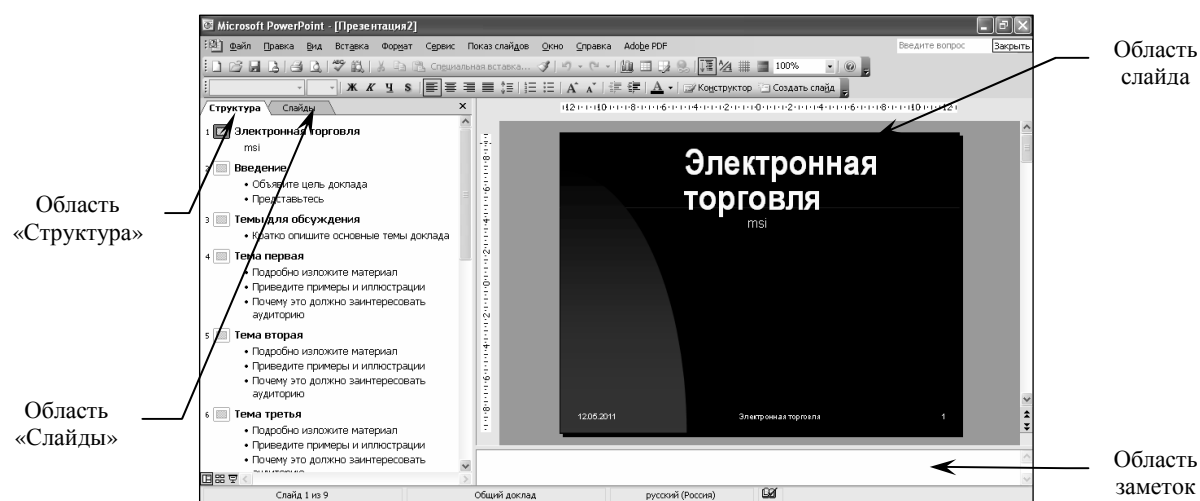 Microsoft PowerPoint - [Презентация2]
Файл Правка Вид Вставка Формат Сервис Показ слайдов Окно Справка Adobe PDF Введите вопрос Закрыть
Специальная вставка... 100%
Ж К Ч S Конструктор Создать слайд
Структура Слайды
1 Электронная торговля
msi
2 Введение
• Объявите цель доклада
• Представьтесь
3 Темы для обсуждения
• Кратко опишите основные темы доклада
4 Тема первая
• Подробно изложите материал
• Приведите примеры и иллюстрации
• Почему это должно заинтересовать
аудиторию
5 Тема вторая
• Подробно изложите материал
• Приведите примеры и иллюстрации
• Почему это должно заинтересовать
аудиторию
6 Тема третья
• Подробно изложите материал
• Приведите примеры и иллюстрации
• Почему это должно заинтересовать
Электронная
торговля
msi
12.05.2011 Электронная торговля 1
Слайд 1 из 9 Общий доклад русский (Россия)
Область
«Структура»
Область
«Слайды»
Область
слайда
Область
заметок